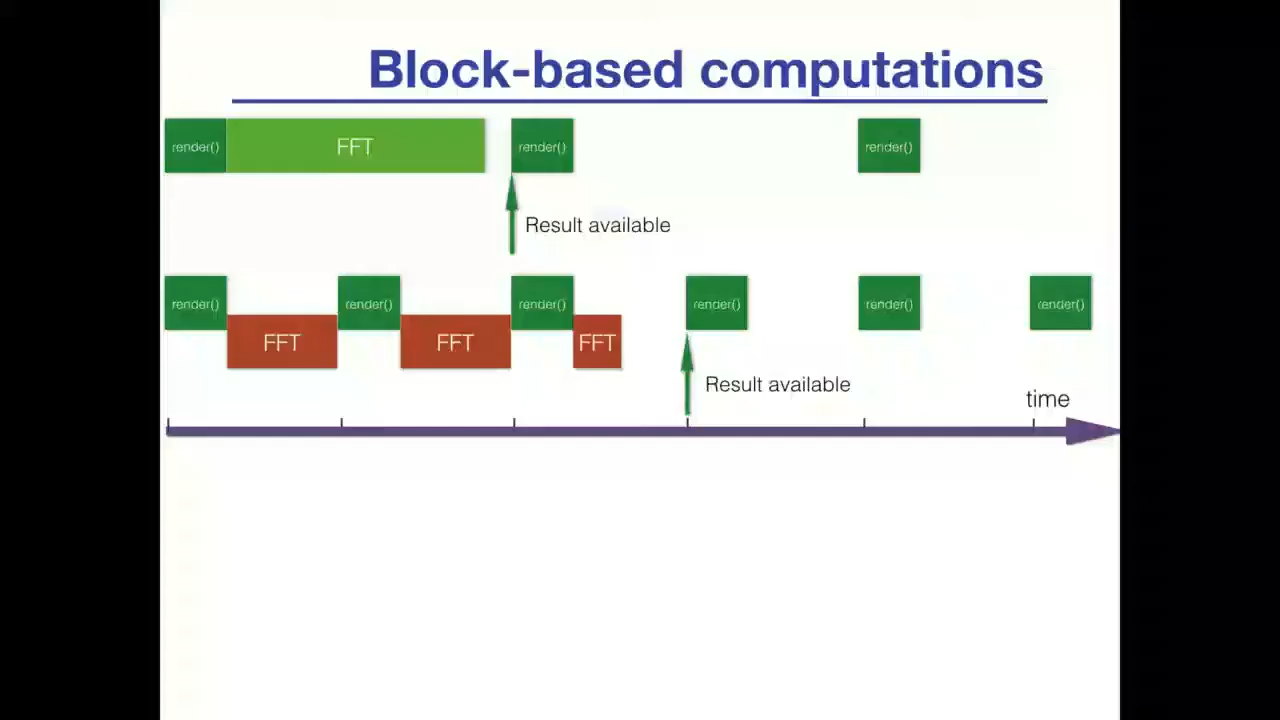 Block-based computations
render() FFT render() render()
Result available
render() render() render() render() render() render()
FFT FFT FFT
Result available
time